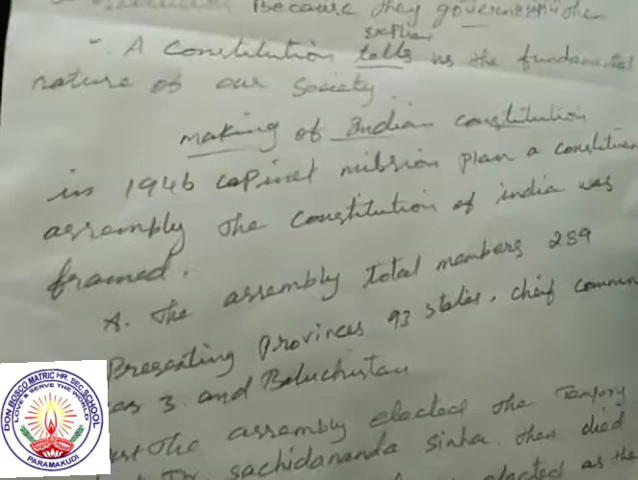 Because they govern the
explain
- . A Constitution tells us the fundamental
nature of our Society.
making of Indian constitution
in 1946 capinet mission plan a constituen
assembly the constitution of india was
framed.
A. The assembly total members 289
Presenting Provinces 93 states, chief commun
3. and Baluchistan
The assembly elected the Tempory
Dr. sachidananda sinha. then died
elected as the
DON BOSCO MATRIC HR. SEC. SCHOOL
LOVE & SERVE THE WORLD
PARAMAKUDI